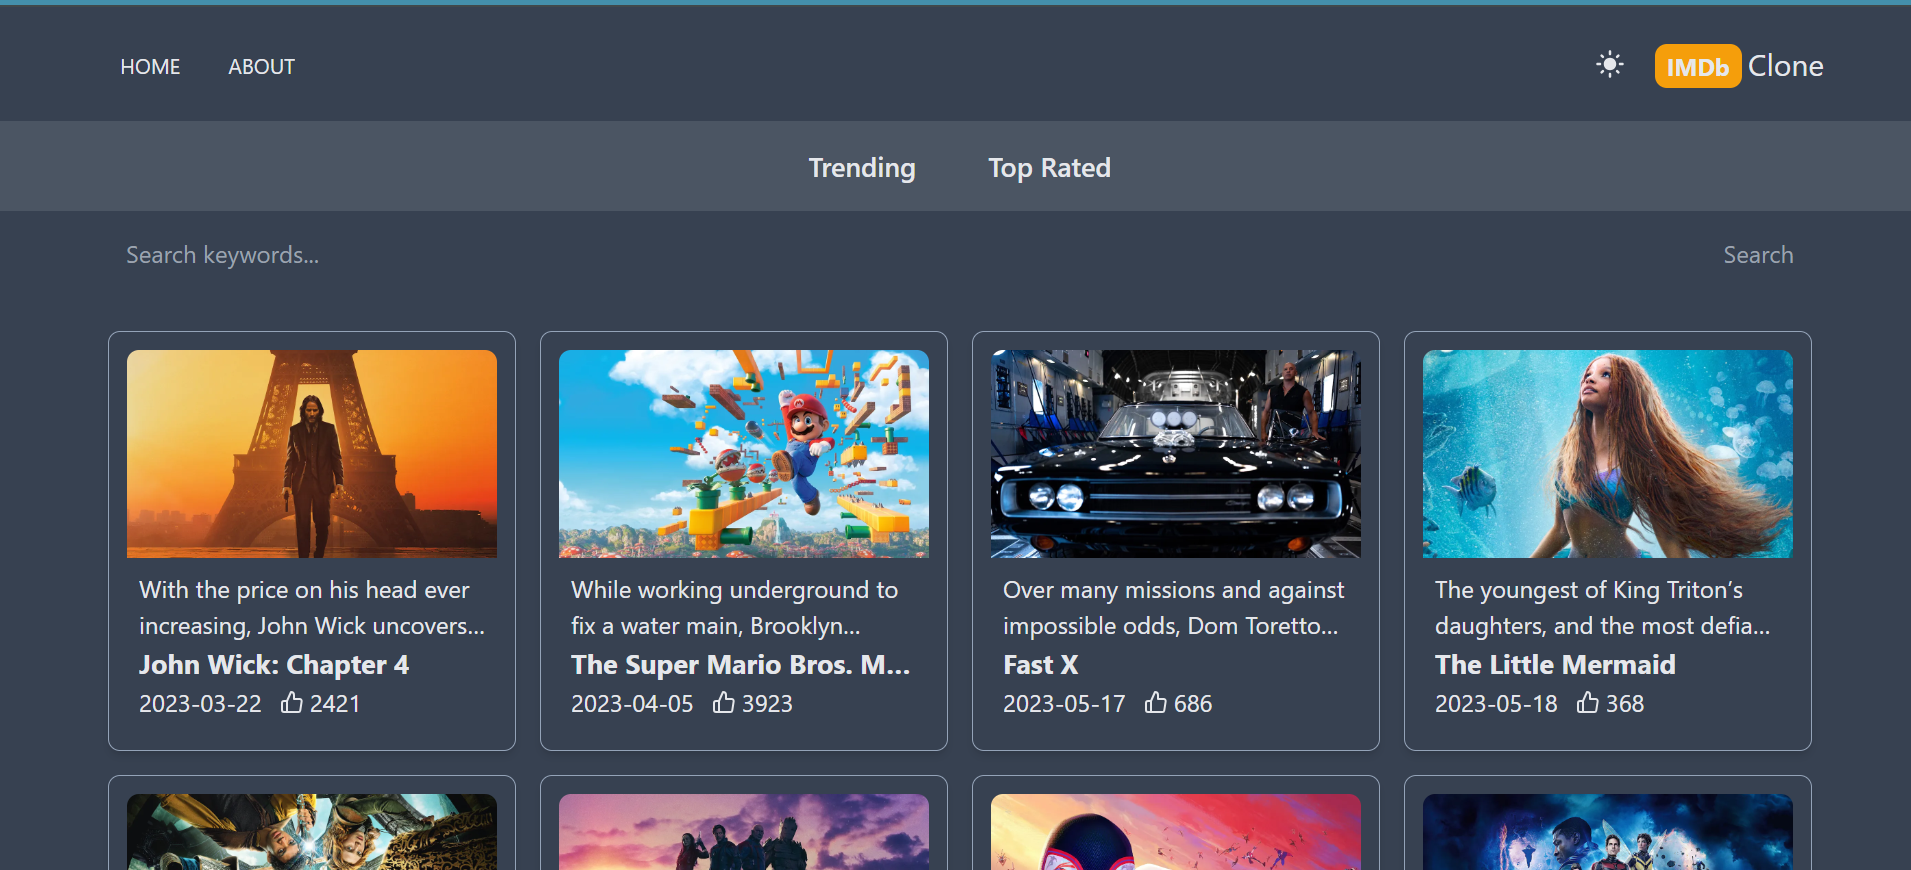 HOME ABOUT IMDb Clone
Trending Top Rated
Search keywords... Search
With the price on his head ever
increasing, John Wick uncovers...
John Wick: Chapter 4
2023-03-22 2421
While working underground to
fix a water main, Brooklyn...
The Super Mario Bros. M...
2023-04-05 3923
Over many missions and against
impossible odds, Dom Toretto...
Fast X
2023-05-17 686
The youngest of King Triton’s
daughters, and the most defia...
The Little Mermaid
2023-05-18 368